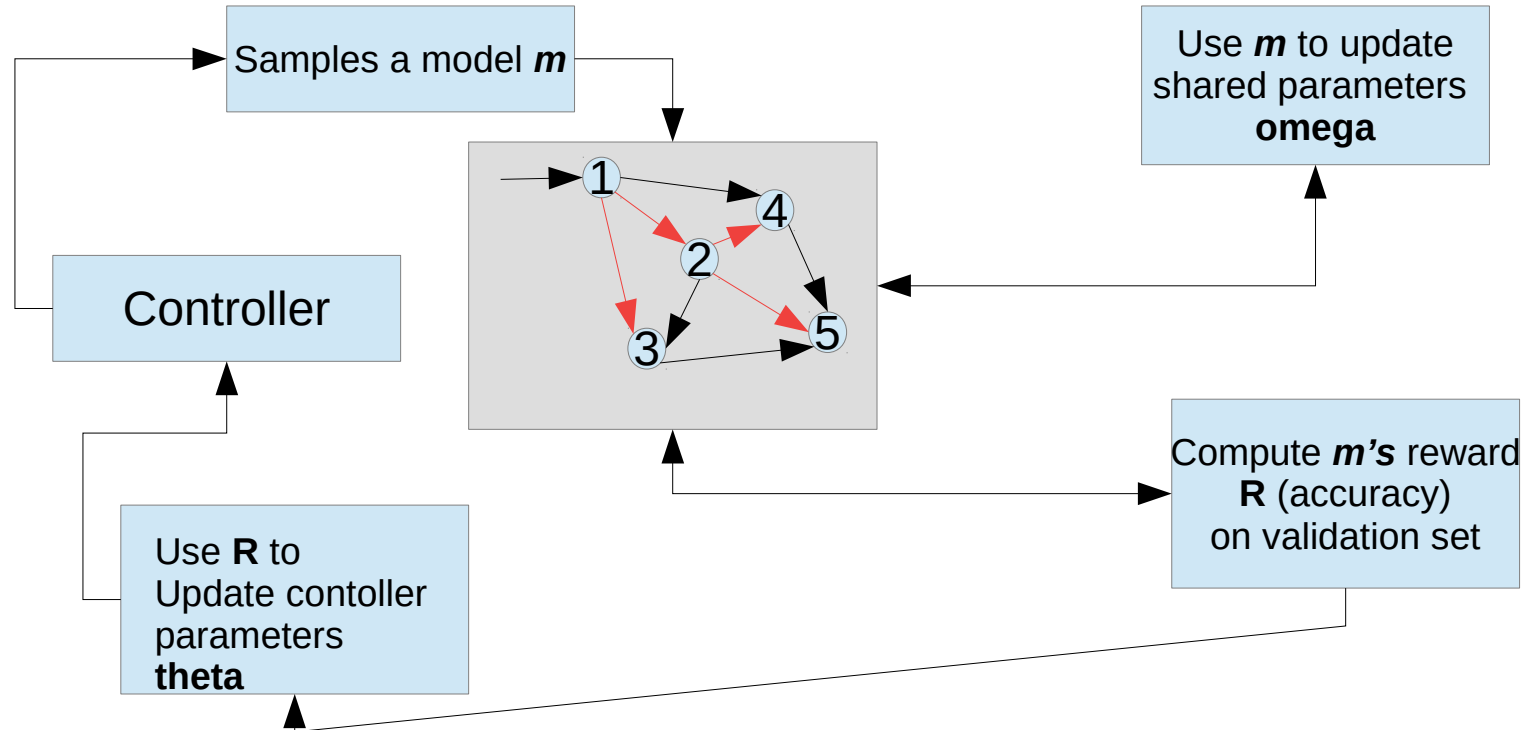 Samples a model m
Use m to update
shared parameters
omega
1
4
2
3
5
Controller
Compute m’s reward
R (accuracy)
on validation set
Use R to
Update contoller
parameters
theta